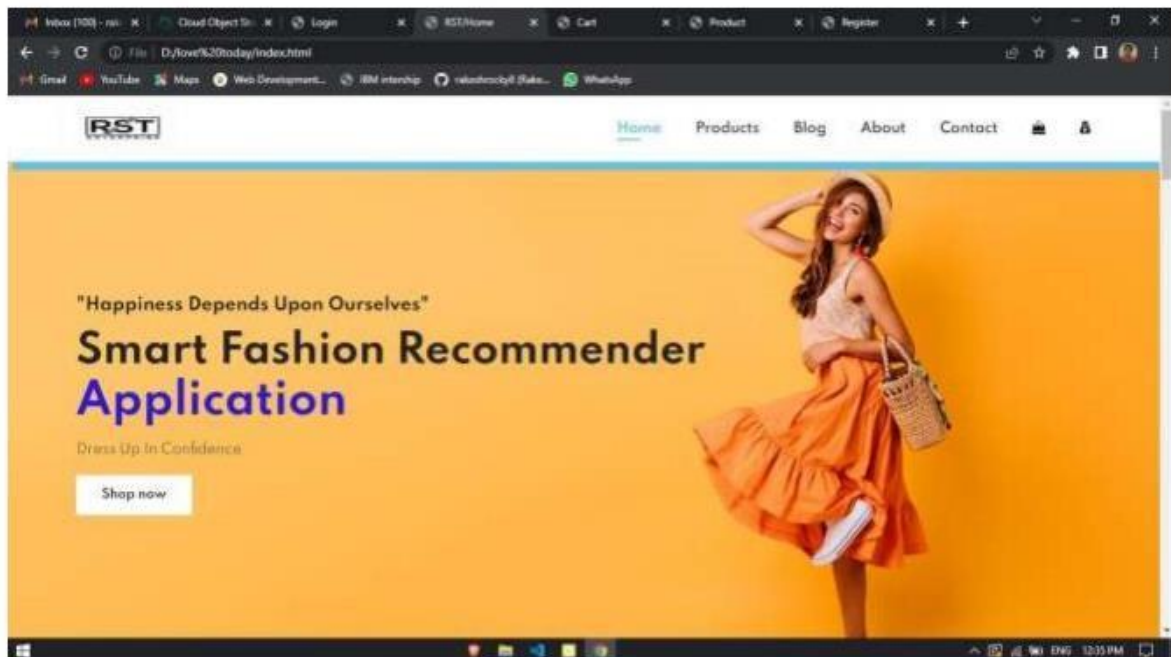 Inbox (100) -
Cloud Object
Login
RST/Home
Cart
Product
Register
File
D:/love%20today/index.html
Gmail
YouTube
Maps
Web Development...
IBM intership
WhatsApp
RST
Home
Products
Blog
About
Contact
"Happiness Depends Upon Ourselves"
Smart Fashion Recommender
Application
Dress Up In Confidence
Shop now
ENG
12:35 PM